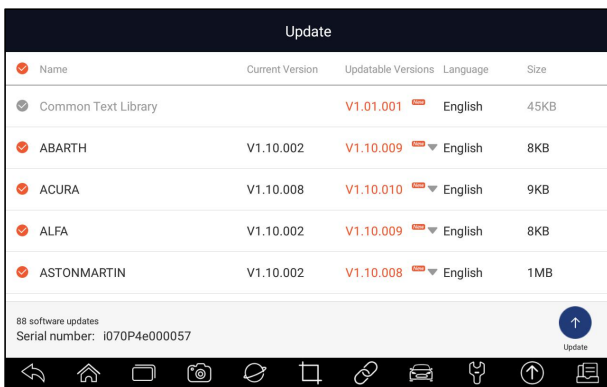 Update
Name Current Version Updatable Versions Language Size
Common Text Library V1.01.001 New English 45KB
ABARTH V1.10.002 V1.10.009 New English 8KB
ACURA V1.10.008 V1.10.010 New English 9KB
ALFA V1.10.002 V1.10.009 New English 8KB
ASTONMARTIN V1.10.002 V1.10.008 New English 1MB
88 software updates
Serial number: i070P4e000057
Update